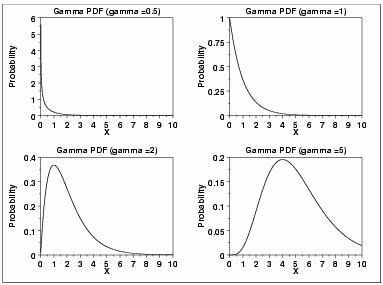 Gamma PDF (gamma =0.5)
Gamma PDF (gamma =1)
6
5
4
3
2
1
0
Probability
0 1 2 3 4 5 6 7 8 9 10
X
1
0.75
0.5
0.25
0
Probability
0 1 2 3 4 5 6 7 8 9 10
X
Gamma PDF (gamma =2)
Gamma PDF (gamma =5)
0.4
0.3
0.2
0.1
0
Probability
0 1 2 3 4 5 6 7 8 9 10
X
0.2
0.15
0.1
0.05
0
Probability
0 1 2 3 4 5 6 7 8 9 10
X